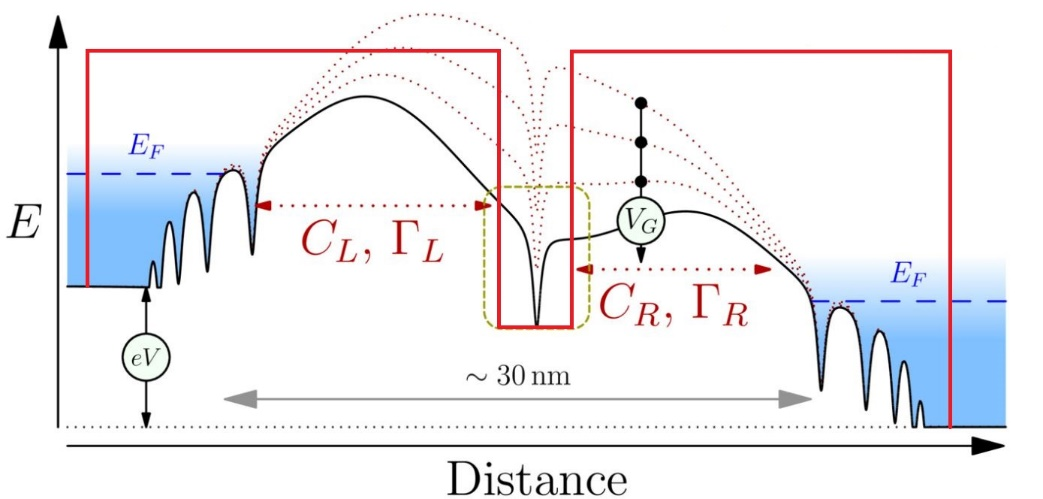 E_F
E
C_L, Γ_L
V_G
E_F
C_R, Γ_R
eV
~ 30 nm
Distance